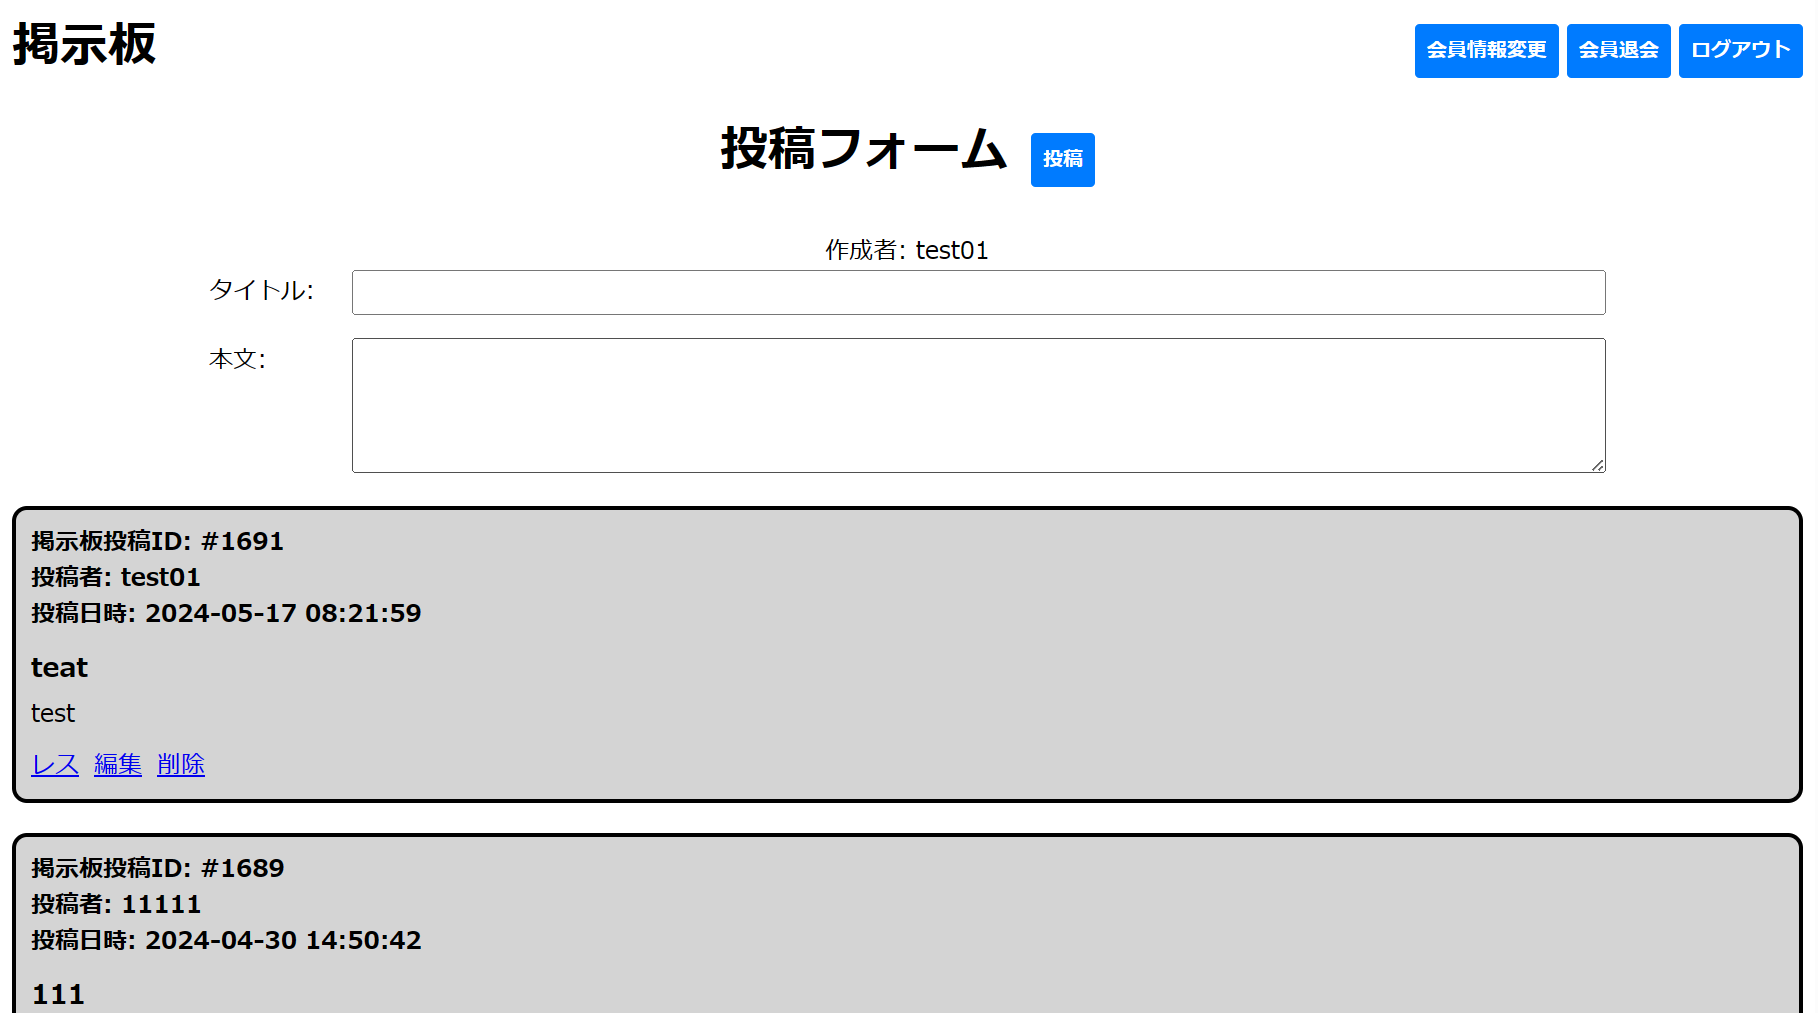 掲示板
会員情報変更 会員退会 ログアウト
投稿フォーム 投稿
作成者: test01
タイトル:
本文:
掲示板投稿ID: #1691
投稿者: test01
投稿日時: 2024-05-17 08:21:59
teat
test
レス 編集 削除
掲示板投稿ID: #1689
投稿者: 11111
投稿日時: 2024-04-30 14:50:42
111